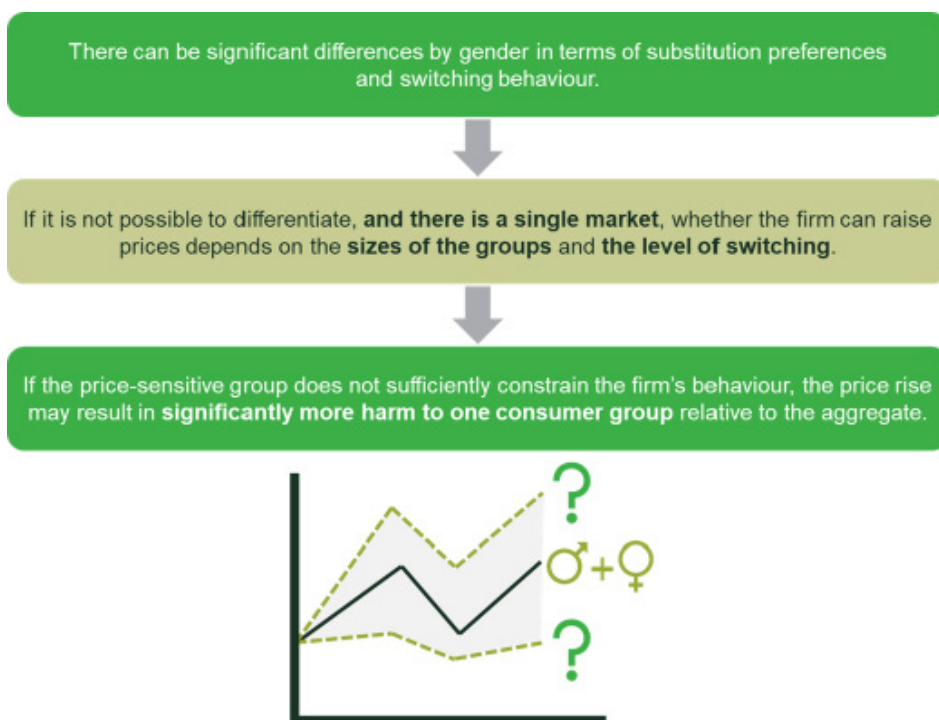 There can be significant differences by gender in terms of substitution preferences
and switching behaviour.
If it is not possible to differentiate, and there is a single market, whether the firm can raise
prices depends on the sizes of the groups and the level of switching.
If the price-sensitive group does not sufficiently constrain the firm's behaviour, the price rise
may result in significantly more harm to one consumer group relative to the aggregate.
?
♂+♀
?